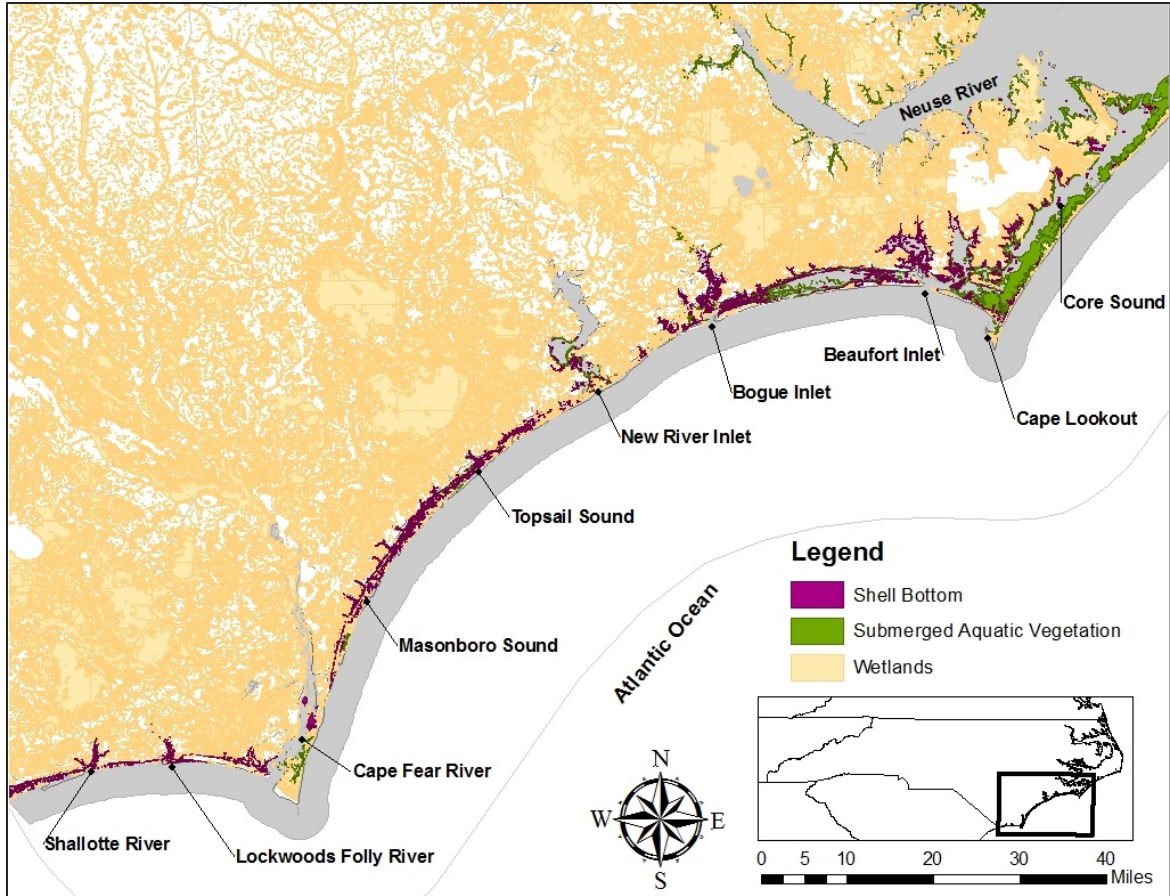 Neuse River
Core Sound
Beaufort Inlet
Bogue Inlet
Cape Lookout
New River Inlet
Topsail Sound
Masonboro Sound
Cape Fear River
Shallotte River
Lockwoods Folly River
Atlantic Ocean
Legend
Shell Bottom
Submerged Aquatic Vegetation
Wetlands
N
W
E
S
0 5 10 20 30 40
Miles